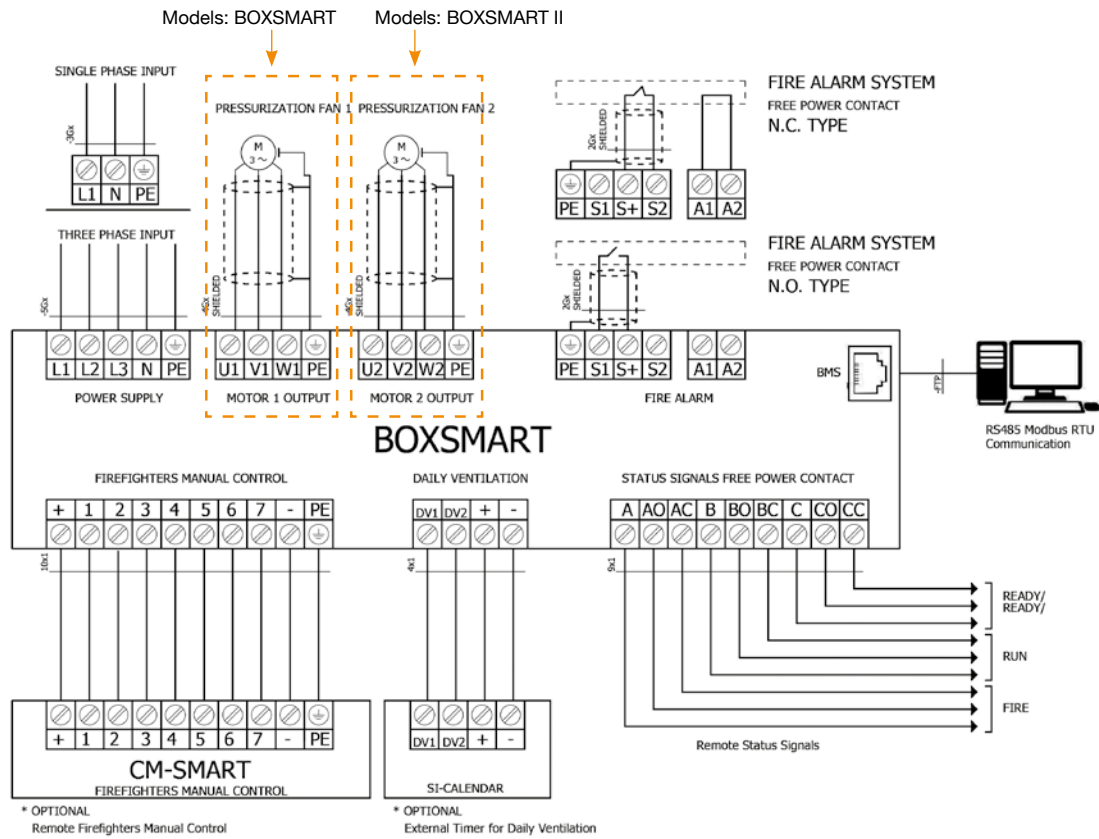 Models: BOXSMART
Models: BOXSMART II
SINGLE PHASE INPUT
-3Gx
L1 N PE
THREE PHASE INPUT
-5Gx
L1 L2 L3 N PE
POWER SUPPLY
PRESSURIZATION FAN 1
M
3~
-4Gx
SHIELDED
U1 V1 W1 PE
MOTOR 1 OUTPUT
PRESSURIZATION FAN 2
M
3~
-4Gx
SHIELDED
U2 V2 W2 PE
MOTOR 2 OUTPUT
FIRE ALARM SYSTEM
FREE POWER CONTACT
N.C. TYPE
2Gx
SHIELDED
PE S1 S+ S2 A1 A2
FIRE ALARM SYSTEM
FREE POWER CONTACT
N.O. TYPE
2Gx
SHIELDED
PE S1 S+ S2 A1 A2
FIRE ALARM
BMS
-FTP
RS485 Modbus RTU
Communication
BOXSMART
FIREFIGHTERS MANUAL CONTROL
+ 1 2 3 4 5 6 7 - PE
10x1
DAILY VENTILATION
DV1 DV2 + -
4x1
STATUS SIGNALS FREE POWER CONTACT
A AO AC B BO BC C CO CC
9x1
READY/
READY/
RUN
FIRE
Remote Status Signals
+ 1 2 3 4 5 6 7 - PE
CM-SMART
FIREFIGHTERS MANUAL CONTROL
* OPTIONAL
Remote Firefighters Manual Control
DV1 DV2 + -
SI-CALENDAR
* OPTIONAL
External Timer for Daily Ventilation